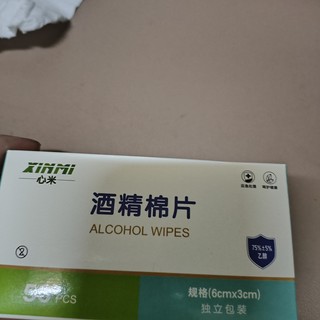 XINMI
心米
酒精棉片
ALCOHOL WIPES
75%±5%
乙醇
②
PCS
规格(6cmx3cm)
独立包装